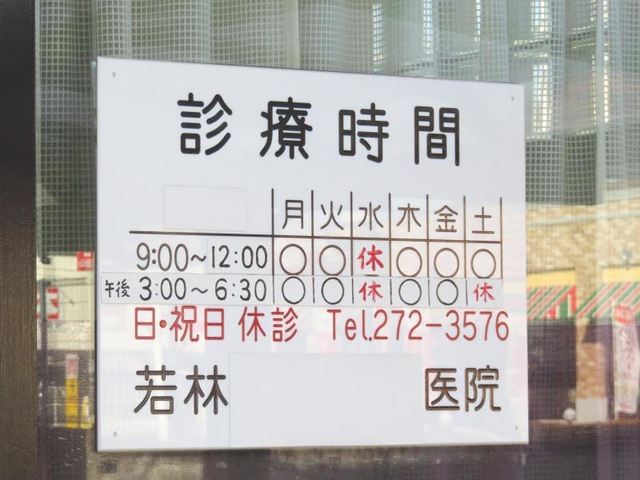 診療時間
月 火 水 木 金 土
9:00～12:00 ○ ○ 休 ○ ○ ○
午後 3:00～6:30 ○ ○ 休 ○ ○ 休
日・祝日 休診 Tel.272-3576
若林 医院